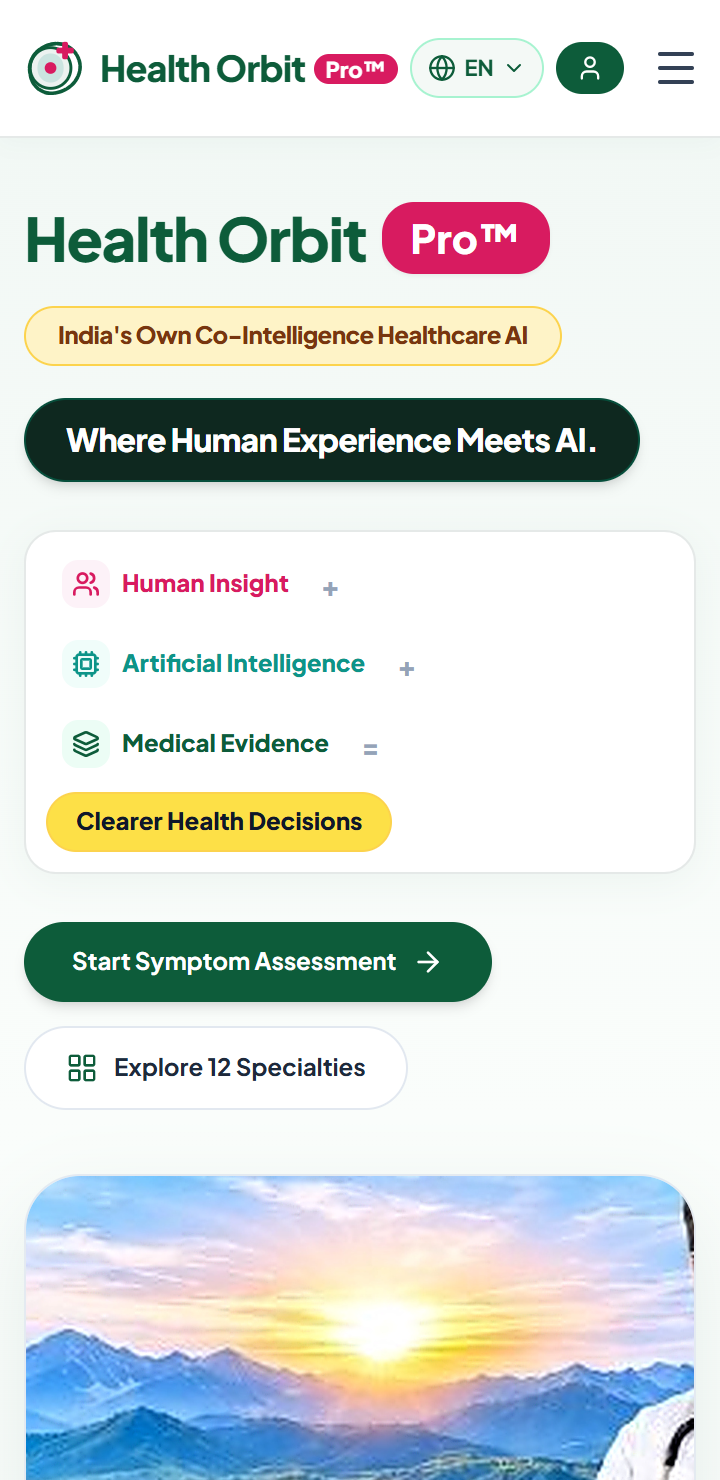 Health Orbit Pro™ EN
Health Orbit Pro™
India's Own Co-Intelligence Healthcare AI
Where Human Experience Meets AI.
Human Insight +
Artificial Intelligence +
Medical Evidence =
Clearer Health Decisions
Start Symptom Assessment →
Explore 12 Specialties